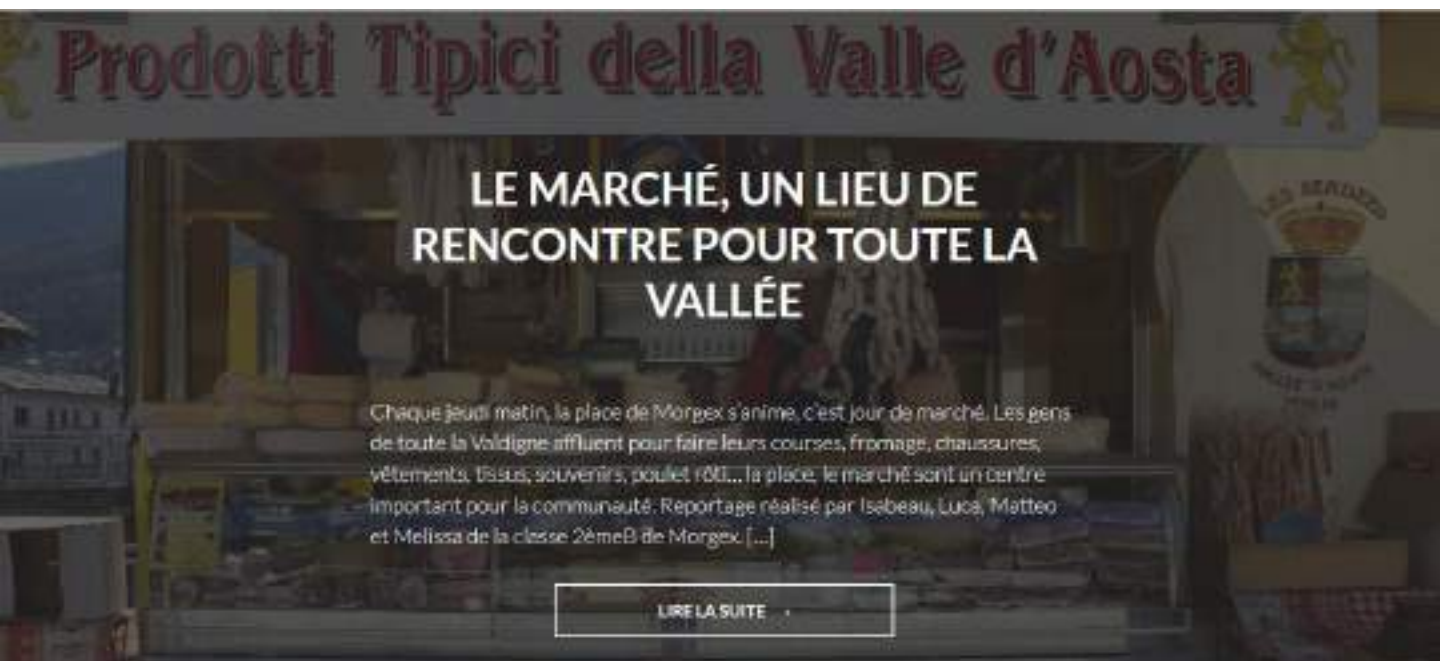 Prodotti Tipici della Valle d'Aosta
LE MARCHÉ, UN LIEU DE
RENCONTRE POUR TOUTE LA
VALLÉE
Chaque jeudi matin, la place de Morgex s'anime, c'est jour de marché. Les gens
de toute la Valdigne affluent pour faire leurs courses, fromage, chaussures,
vêtements, tissus, souvenirs, poulet rôti... la place, le marché sont un centre
important pour la communauté. Reportage réalisé par Isabeau, Luca, Matteo
et Melissa de la classe 2èmeB de Morgex. [...]
LIRE LA SUITE ›